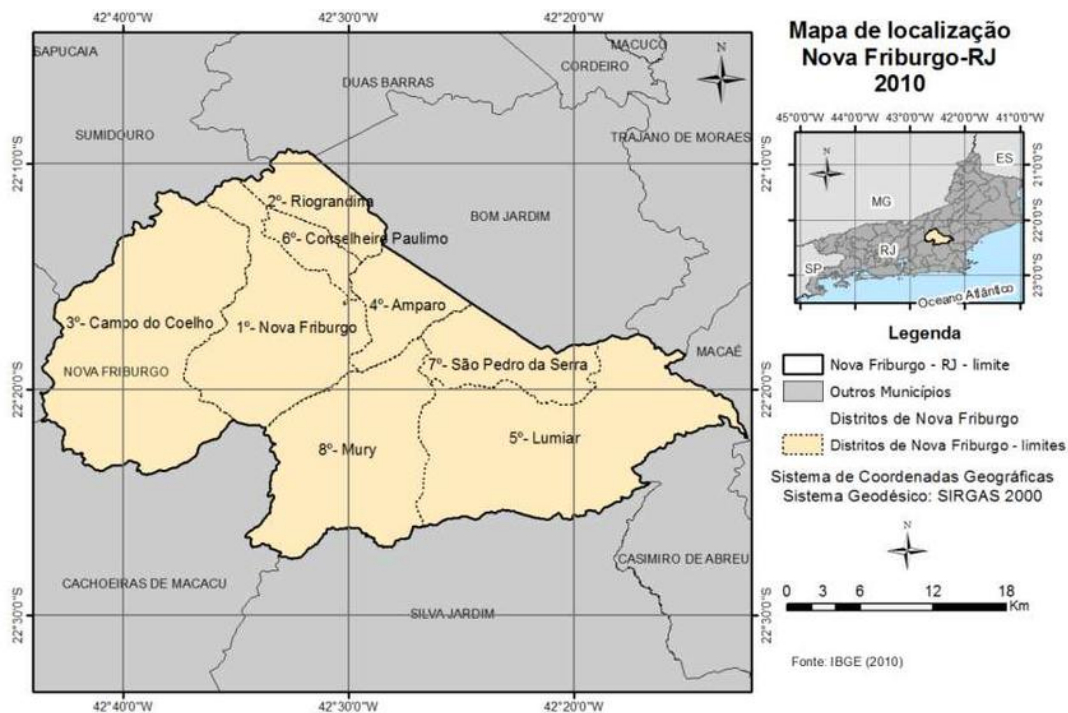 42°40'0"W 42°30'0"W 42°20'0"W
SAPUCAIA
MACUCO
CORDEIRO
DUAS BARRAS
N
SUMIDOURO
TRAJANO DE MORAES
22°10'0"S
22°10'0"S
2º- Riograndina
BOM JARDIM
6º- Conselheire Paulimo
4º- Amparo
3º- Campo do Coelho
1º- Nova Friburgo
MACAÉ
7º- São Pedro da Serra
NOVA FRIBURGO
22°20'0"S
22°20'0"S
5º- Lumiar
8º- Mury
CASIMIRO DE ABREU
CACHOEIRAS DE MACACU
SILVA JARDIM
22°30'0"S
22°30'0"S
42°40'0"W 42°30'0"W 42°20'0"W
Mapa de localização
Nova Friburgo-RJ
2010
45°0'0"W 44°0'0"W 43°0'0"W 42°0'0"W 41°0'0"W
N
ES
21°0'0"S
MG
22°0'0"S
RJ
SP
23°0'0"S
Oceano Atlântico
Legenda
Nova Friburgo - RJ - limite
Outros Municípios
Distritos de Nova Friburgo
Distritos de Nova Friburgo - limites
Sistema de Coordenadas Geográficas
Sistema Geodésico: SIRGAS 2000
N
0 3 6 12 18
Km
Fonte: IBGE (2010)